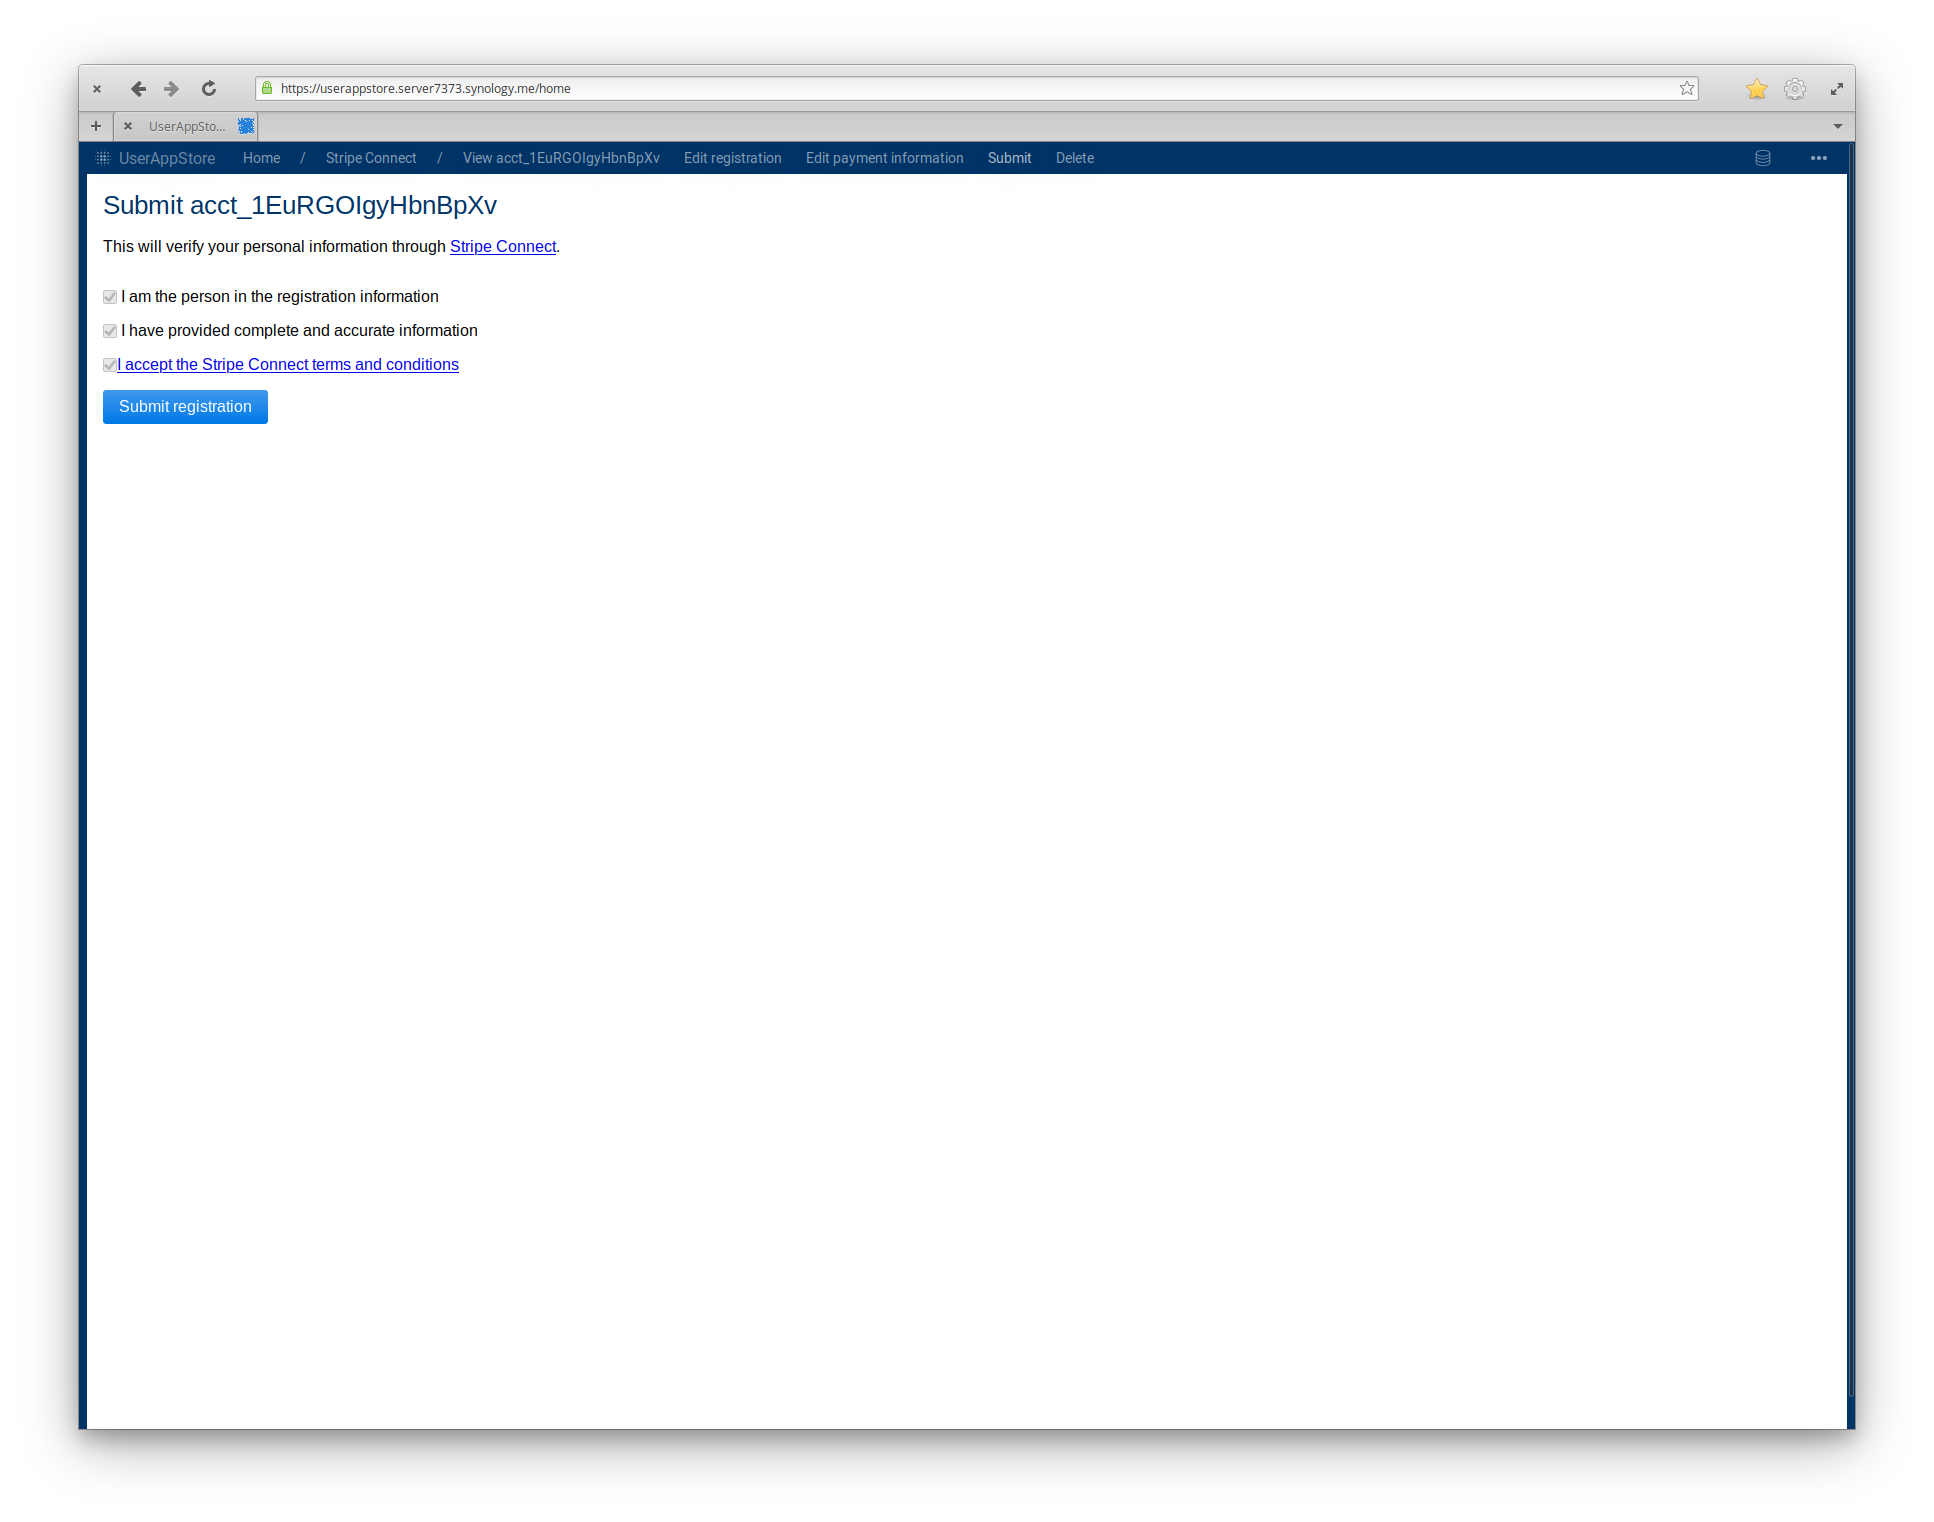 https://userappstore.server7373.synology.me/home
UserAppSto...
UserAppStore Home / Stripe Connect / View acct_1EuRGOIgyHbnBpXv Edit registration Edit payment information Submit Delete
Submit acct_1EuRGOIgyHbnBpXv
This will verify your personal information through Stripe Connect.
I am the person in the registration information
I have provided complete and accurate information
I accept the Stripe Connect terms and conditions
Submit registration